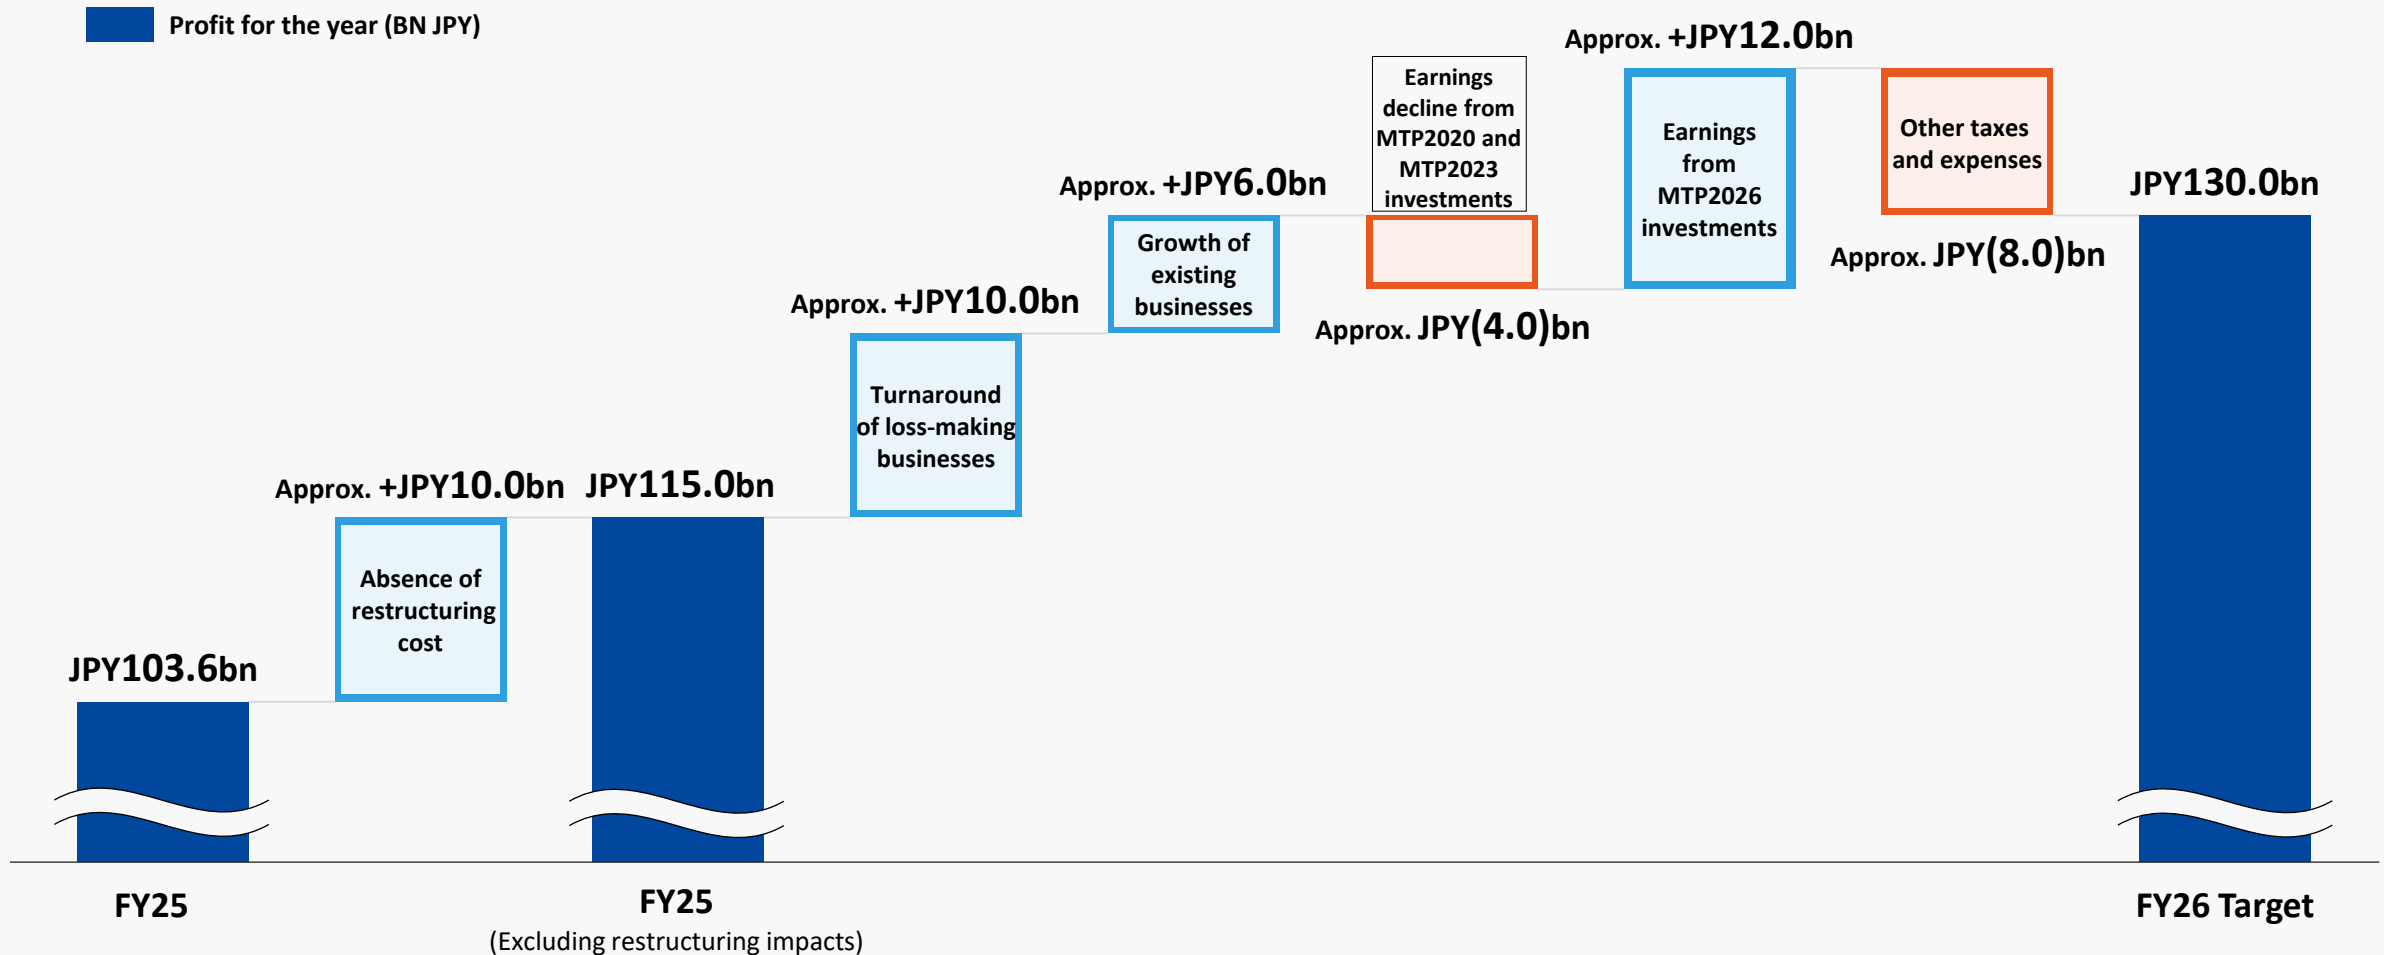 Profit for the year (BN JPY)
JPY103.6bn
FY25
Approx. +JPY10.0bn
Absence of
restructuring
cost
JPY115.0bn
FY25
(Excluding restructuring impacts)
Approx. +JPY10.0bn
Turnaround
of loss-making
businesses
Approx. +JPY6.0bn
Growth of
existing
businesses
Earnings
decline from
MTP2020 and
MTP2023
investments
Approx. JPY(4.0)bn
Approx. +JPY12.0bn
Earnings
from
MTP2026
investments
Other taxes
and expenses
Approx. JPY(8.0)bn
JPY130.0bn
FY26 Target